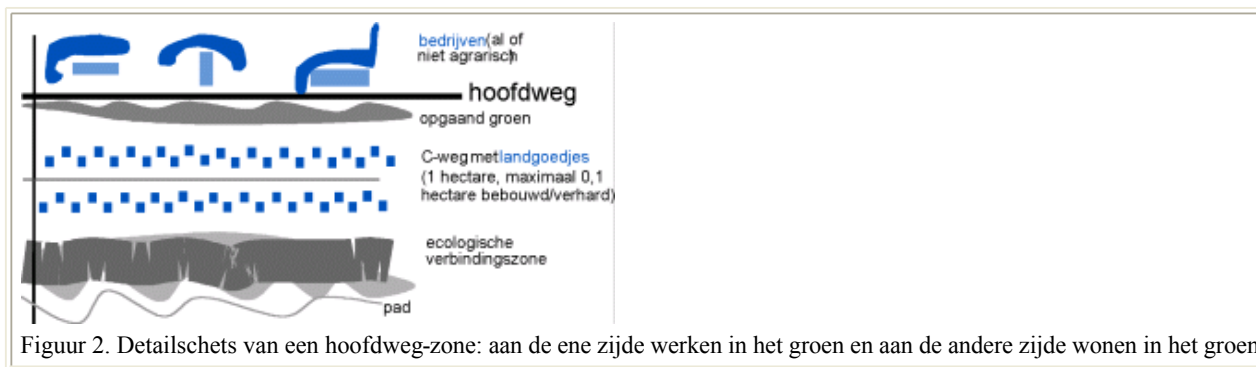 bedrijven(al of
niet agrarisch)
hoofdweg
opgaand groen
C-weg met landgoedjes
(1 hectare, maximaal 0,1
hectare bebouwd/verhard)
ecologische
verbindingszone
pad
Figuur 2. Detailschets van een hoofdweg-zone: aan de ene zijde werken in het groen en aan de andere zijde wonen in het groen